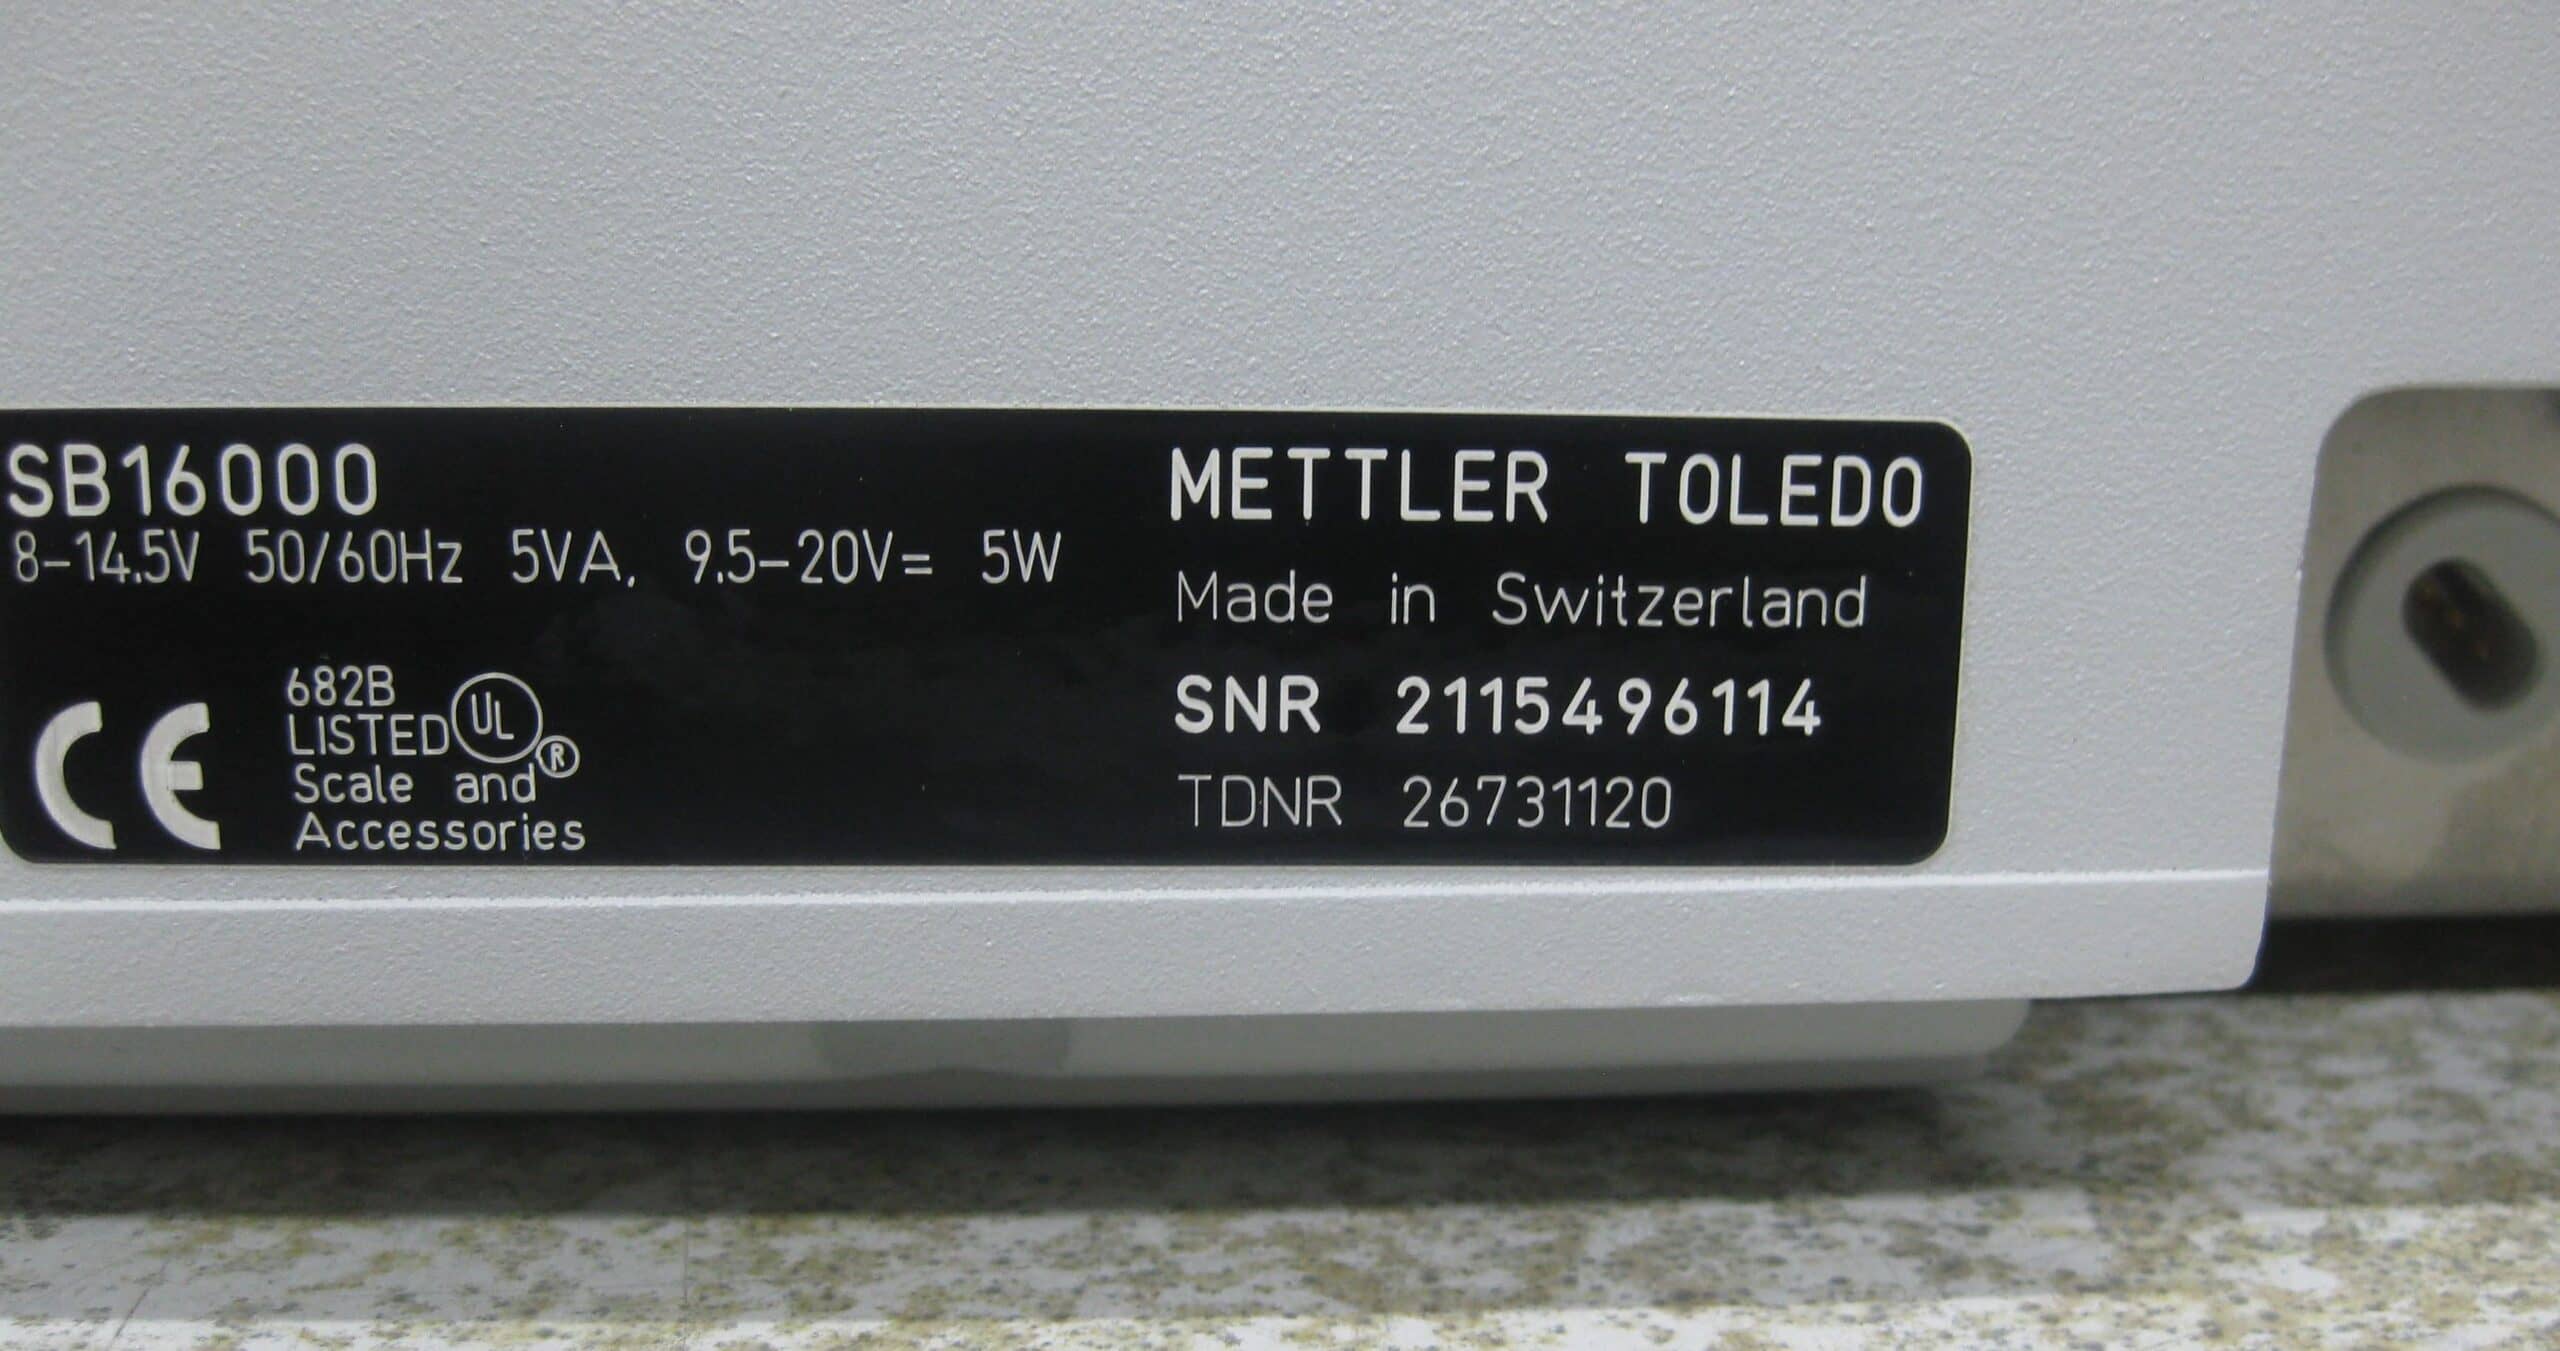 SB16000
8-14.5V 50/60Hz 5VA, 9.5-20V= 5W
CE
682B
LISTED UL ®
Scale and
Accessories
METTLER TOLEDO
Made in Switzerland
SNR 2115496114
TDNR 26731120